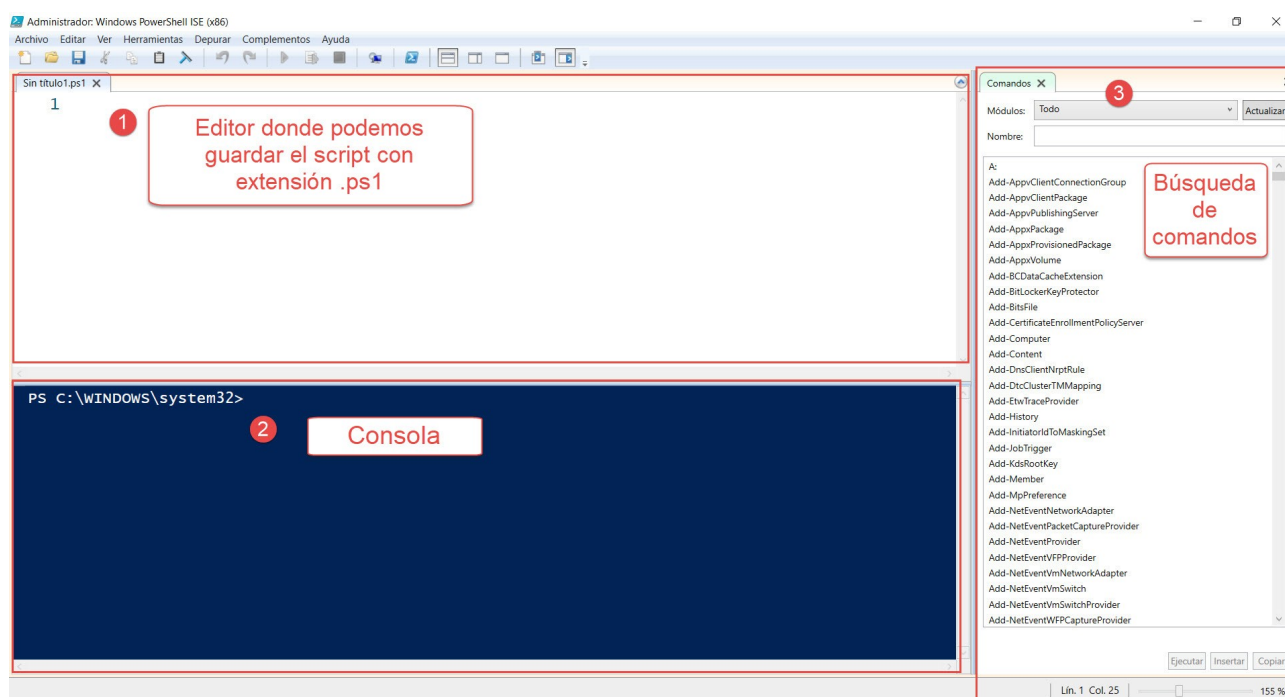 Administrador: Windows PowerShell ISE (x86)
Archivo Editar Ver Herramientas Depurar Complementos Ayuda
Sin título1.ps1
1
1
Editor donde podemos
guardar el script con
extensión .ps1
PS C:\WINDOWS\system32>
2
Consola
Comandos
3
Módulos: Todo Actualizar
Nombre:
A:
Add-AppvClientConnectionGroup
Add-AppvClientPackage
Add-AppvPublishingServer
Add-AppxPackage
Add-AppxProvisionedPackage
Add-AppxVolume
Add-BCDataCacheExtension
Add-BitLockerKeyProtector
Add-BitsFile
Add-CertificateEnrollmentPolicyServer
Add-Computer
Add-Content
Add-DnsClientNrptRule
Add-DtcClusterTMMapping
Add-EtwTraceProvider
Add-History
Add-InitiatorIdToMaskingSet
Add-JobTrigger
Add-KdsRootKey
Add-Member
Add-MpPreference
Add-NetEventNetworkAdapter
Add-NetEventPacketCaptureProvider
Add-NetEventProvider
Add-NetEventVFPProvider
Add-NetEventVmNetworkAdapter
Add-NetEventVmSwitch
Add-NetEventVmSwitchProvider
Add-NetEventWFPCaptureProvider
Búsqueda
de
comandos
Ejecutar Insertar Copiar
Lín. 1 Col. 25 155 %